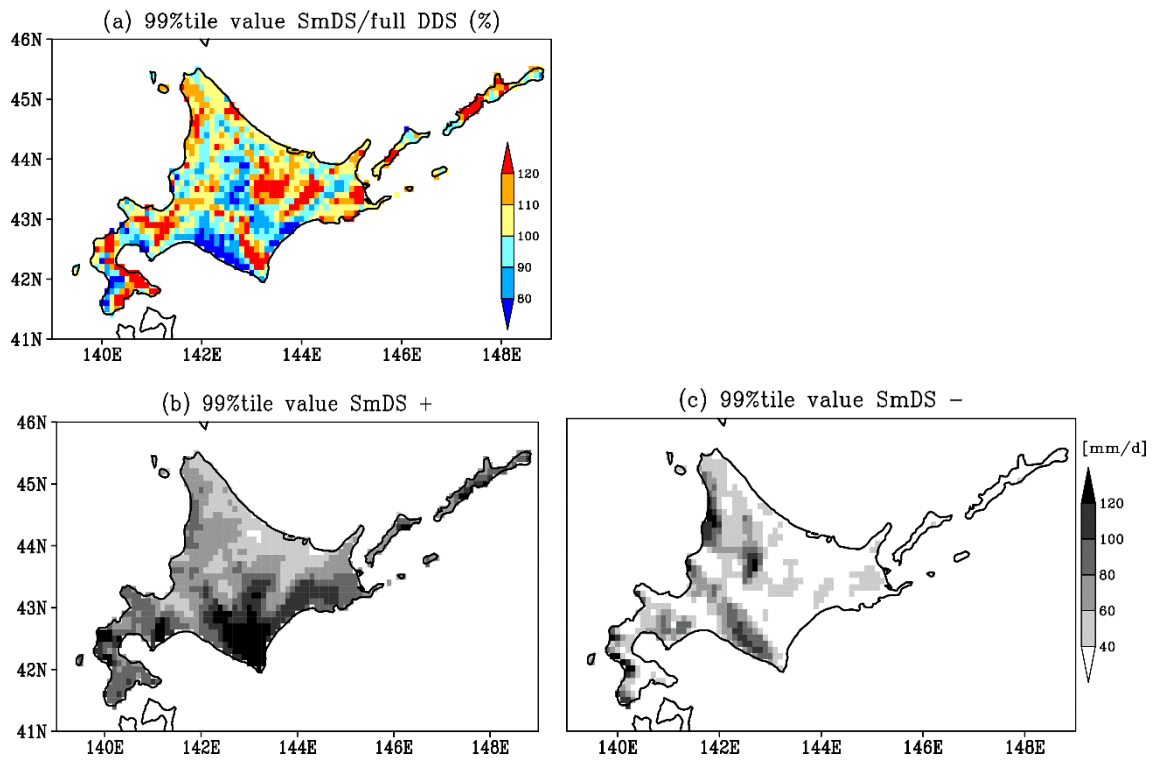 (a) 99%tile value SmDS/full DDS (%)
46N
45N
44N
43N
42N
41N
120
110
100
90
80
140E 142E 144E 146E 148E
(b) 99%tile value SmDS +
46N
45N
44N
43N
42N
41N
140E 142E 144E 146E 148E
(c) 99%tile value SmDS −
[mm/d]
120
100
80
60
40
140E 142E 144E 146E 148E